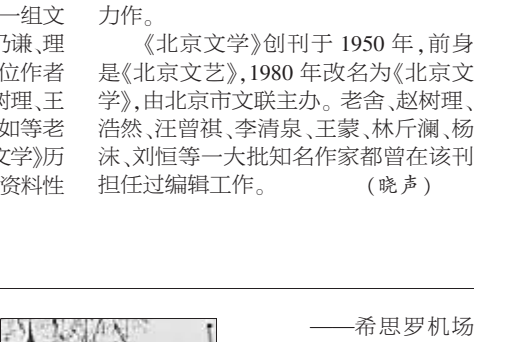 一组文
乃谦、理
位作者
树理、王
如等老
文学》历
资料性
力作。
《北京文学》创刊于 1950 年,前身
是《北京文艺》,1980 年改名为《北京文
学》,由北京市文联主办。老舍、赵树理、
浩然、汪曾祺、李清泉、王蒙、林斤澜、杨
沫、刘恒等一大批知名作家都曾在该刊
担任过编辑工作。 (晓声)
——希思罗机场